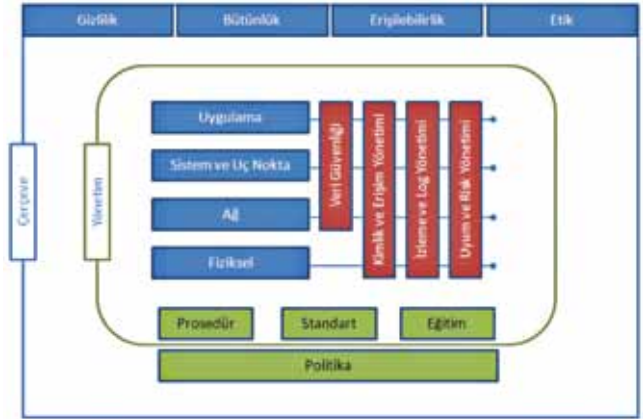 Gizlilik
Bütünlük
Erişilebilirlik
Etik
Çerçeve
Yönetim
Uygulama
Sistem ve Uç Nokta
Ağ
Fiziksel
Veri Güvenliği
Kimlik ve Erişim Yönetimi
İzleme ve Log Yönetimi
Uyum ve Risk Yönetimi
Prosedür
Standart
Eğitim
Politika